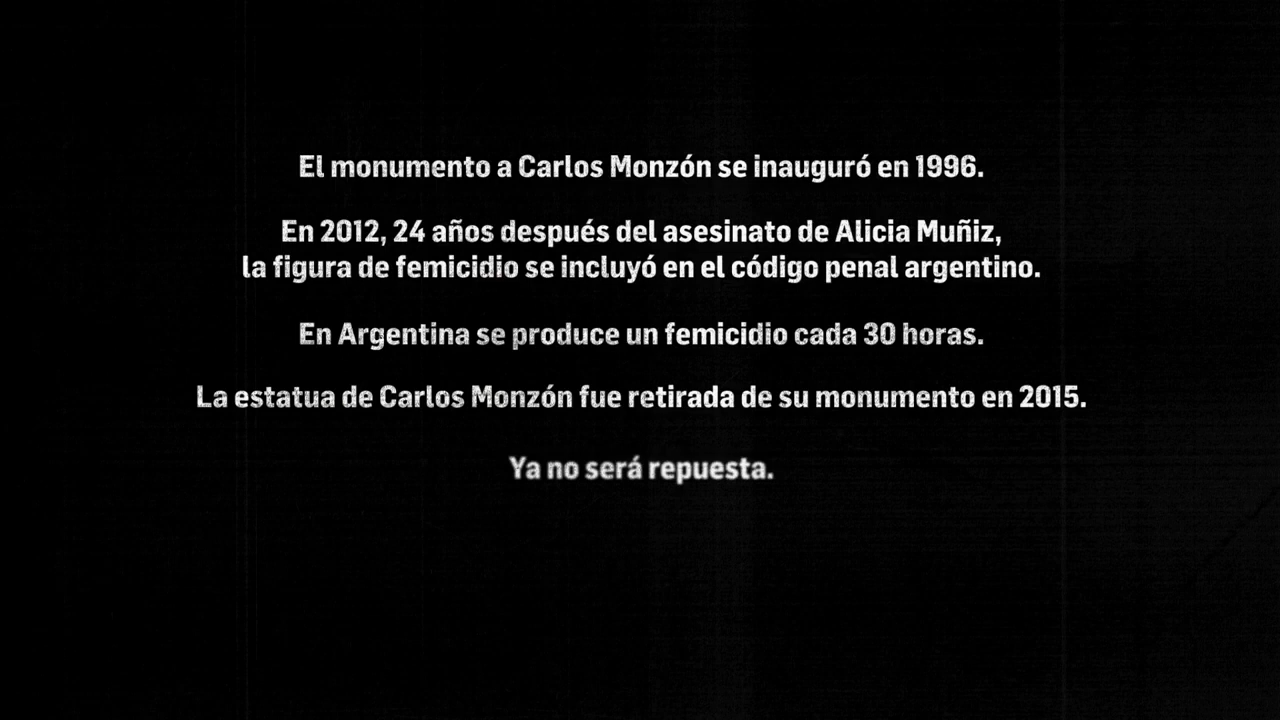 El monumento a Carlos Monzón se inauguró en 1996.
En 2012, 24 años después del asesinato de Alicia Muñiz,
la figura de femicidio se incluyó en el código penal argentino.
En Argentina se produce un femicidio cada 30 horas.
La estatua de Carlos Monzón fue retirada de su monumento en 2015.
Ya no será repuesta.